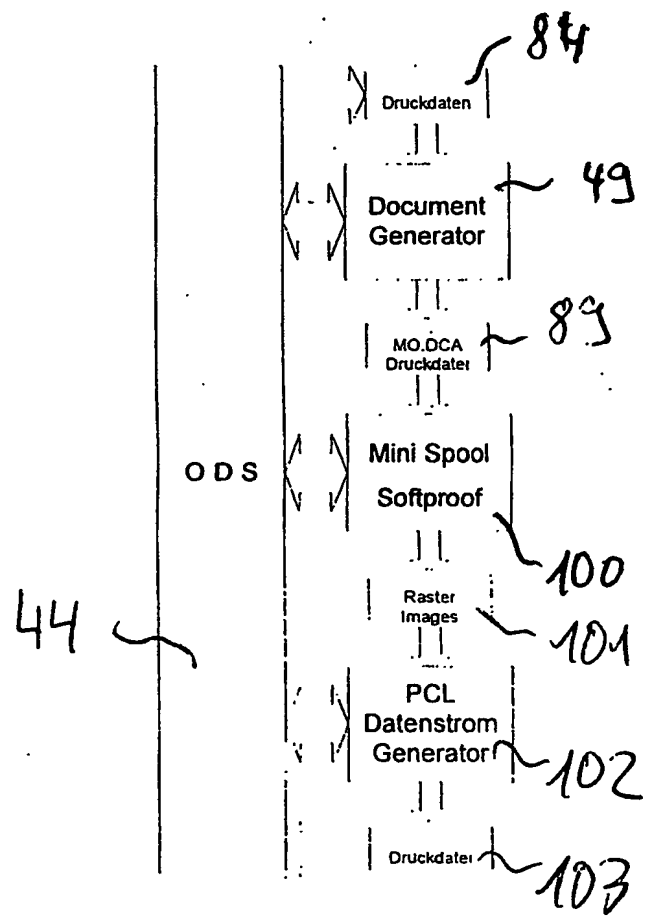 84
Druckdaten
49
Document
Generator
89
MO:DCA
Druckdaten
Mini Spool
O D S
Softproof
100
Raster
Images
101
44
PCL
Datenstrom
Generator
102
Druckdaten
103